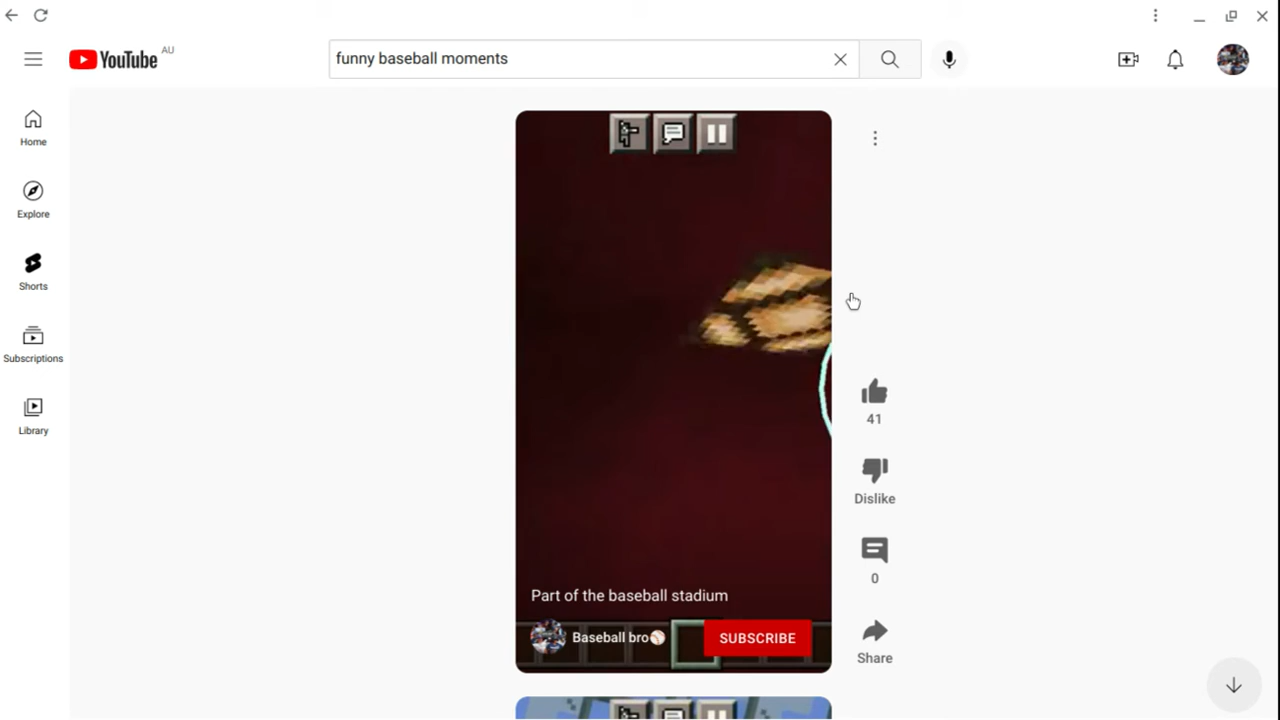 YouTube AU
funny baseball moments
Home
Explore
Shorts
Subscriptions
Library
41
Dislike
0
Share
Part of the baseball stadium
Baseball bro⚾
SUBSCRIBE